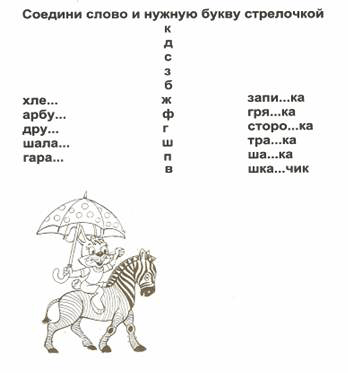 Соедини слово и нужную букву стрелочкой
к
д
с
з
б
хле... ж запи...ка
арбу... ф гря...ка
дру... г сторо...ка
шала... ш тра...ка
гара... п ша...ка
в шка...чик